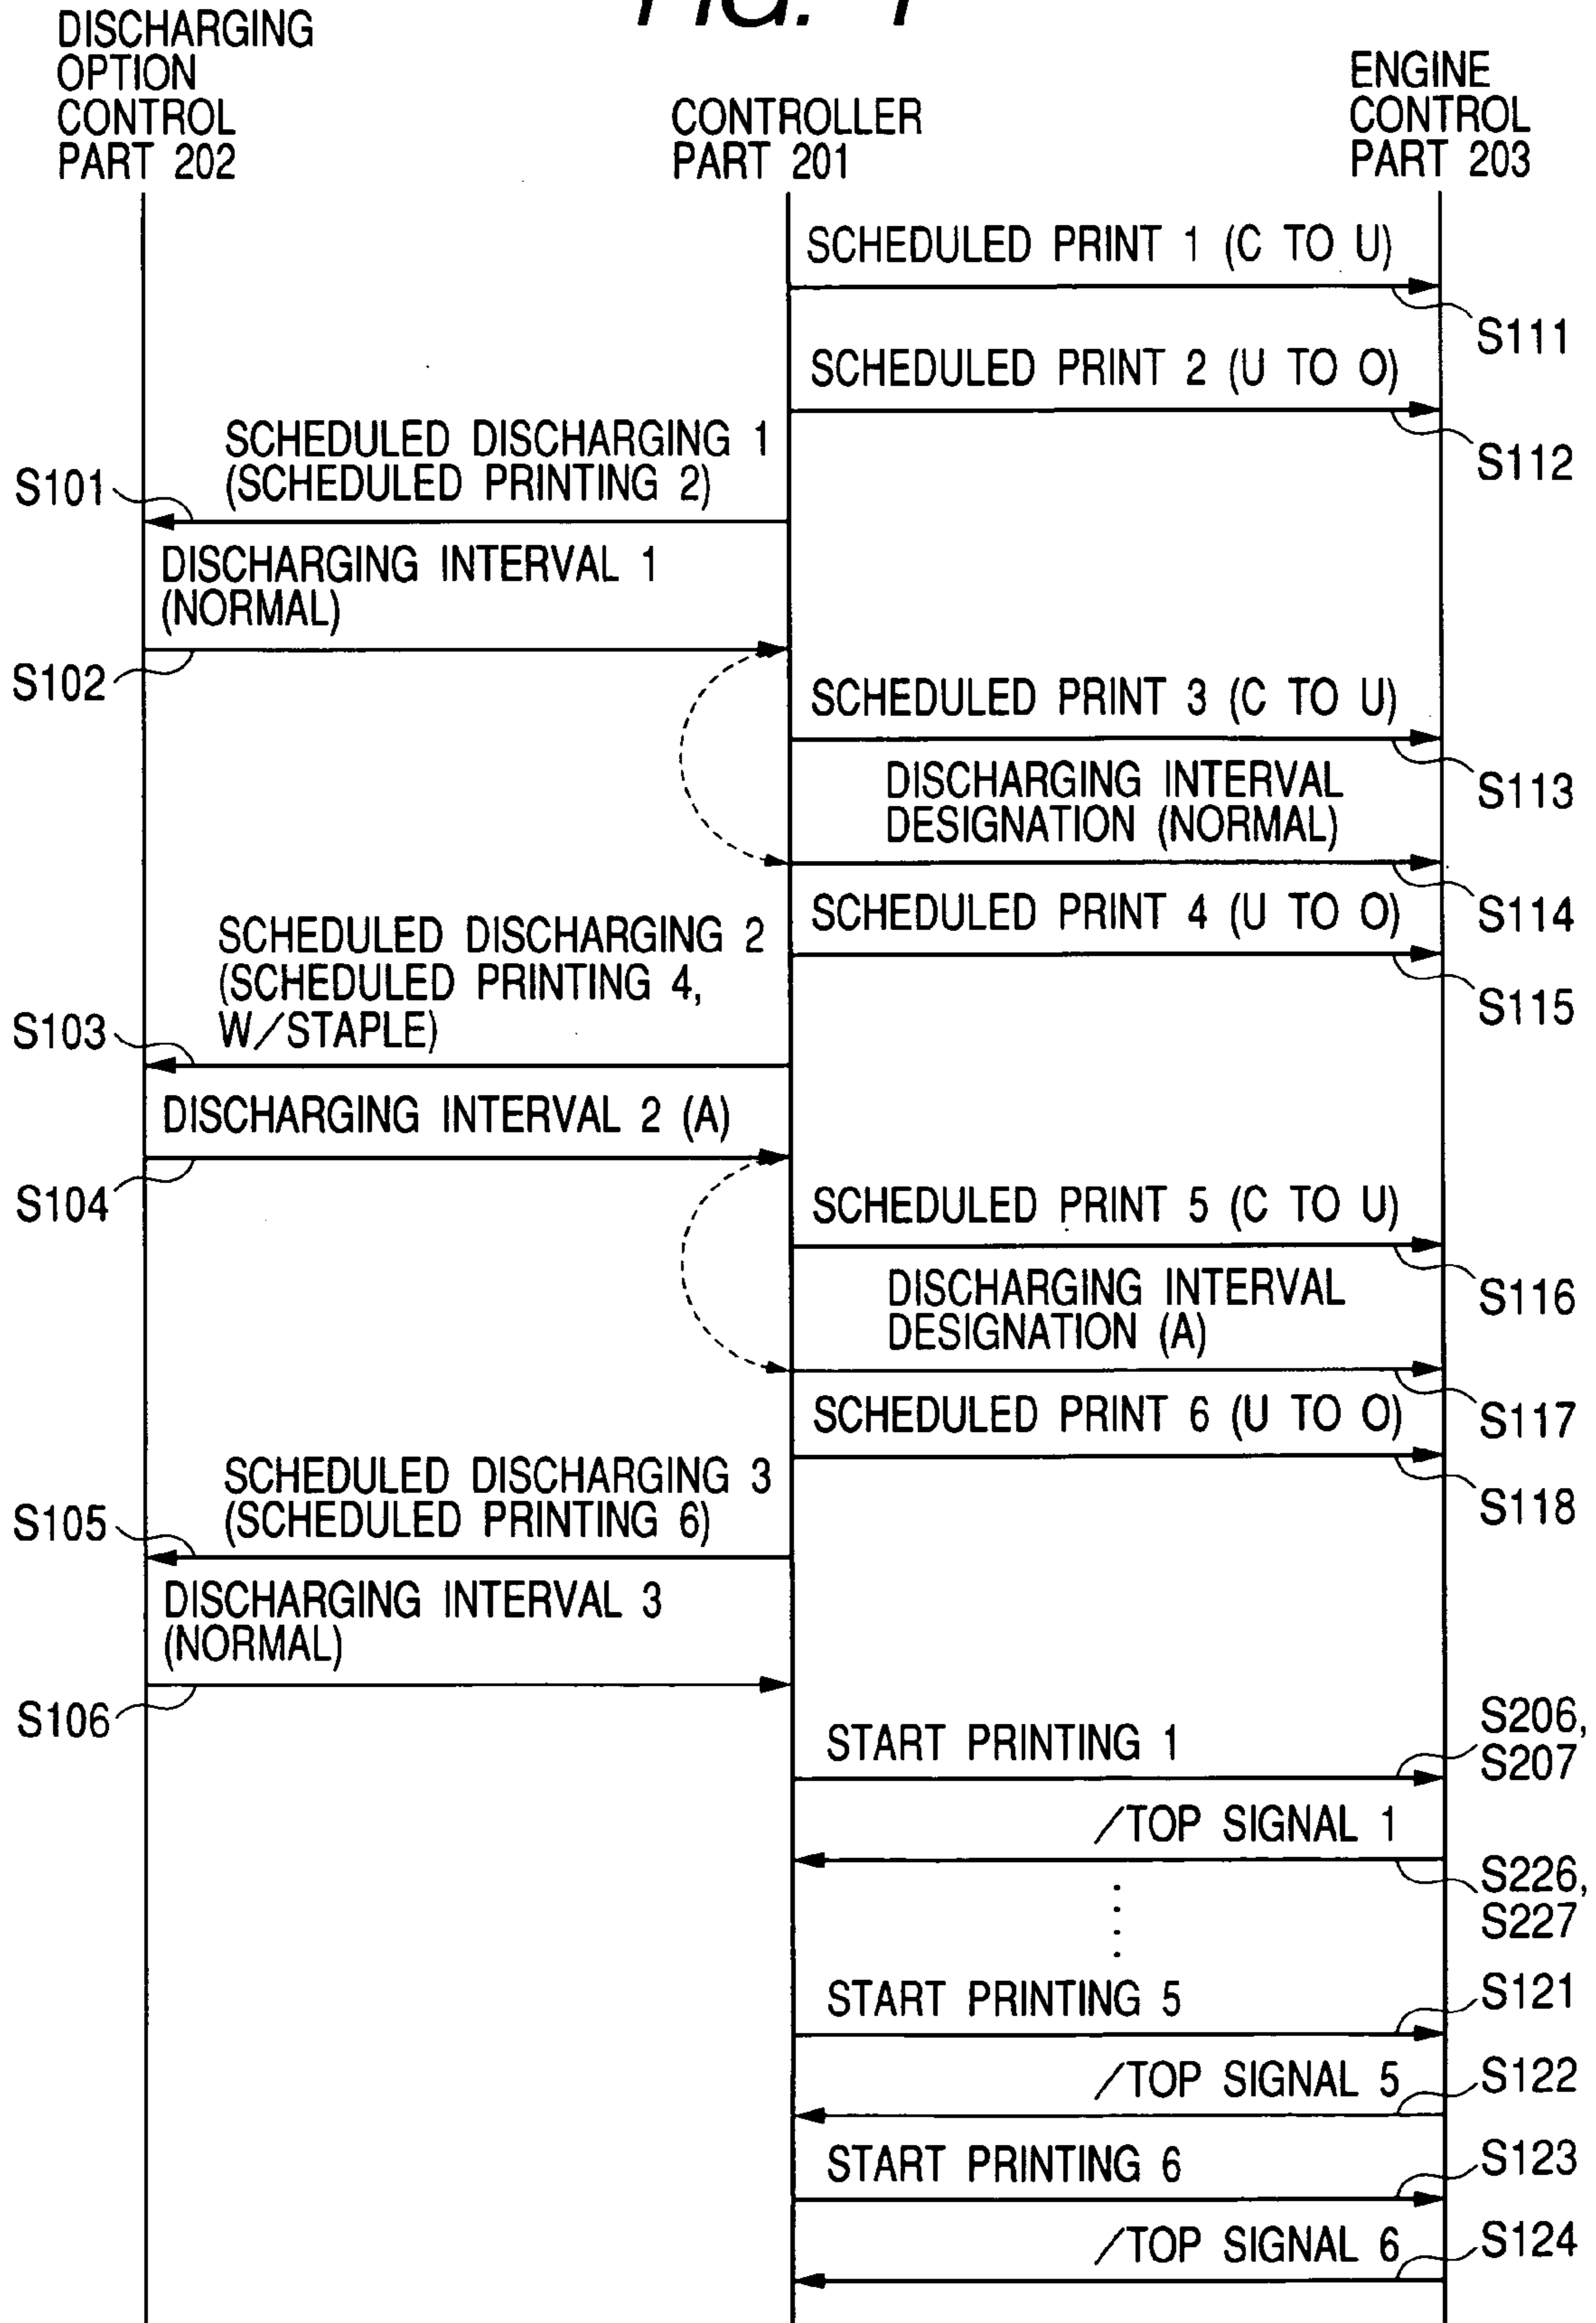 DISCHARGING
OPTION
CONTROL
PART 202
CONTROLLER
PART 201
ENGINE
CONTROL
PART 203
SCHEDULED PRINT 1 (C TO U)
S111
SCHEDULED PRINT 2 (U TO O)
S112
SCHEDULED DISCHARGING 1
(SCHEDULED PRINTING 2)
S101
DISCHARGING INTERVAL 1
(NORMAL)
S102
SCHEDULED PRINT 3 (C TO U)
S113
DISCHARGING INTERVAL
DESIGNATION (NORMAL)
S114
SCHEDULED PRINT 4 (U TO O)
S115
SCHEDULED DISCHARGING 2
(SCHEDULED PRINTING 4,
W/STAPLE)
S103
DISCHARGING INTERVAL 2 (A)
S104
SCHEDULED PRINT 5 (C TO U)
S116
DISCHARGING INTERVAL
DESIGNATION (A)
S117
SCHEDULED PRINT 6 (U TO O)
S118
SCHEDULED DISCHARGING 3
(SCHEDULED PRINTING 6)
S105
DISCHARGING INTERVAL 3
(NORMAL)
S106
START PRINTING 1
S206,
S207
/TOP SIGNAL 1
S226,
S227
START PRINTING 5
S121
/TOP SIGNAL 5
S122
START PRINTING 6
S123
/TOP SIGNAL 6
S124